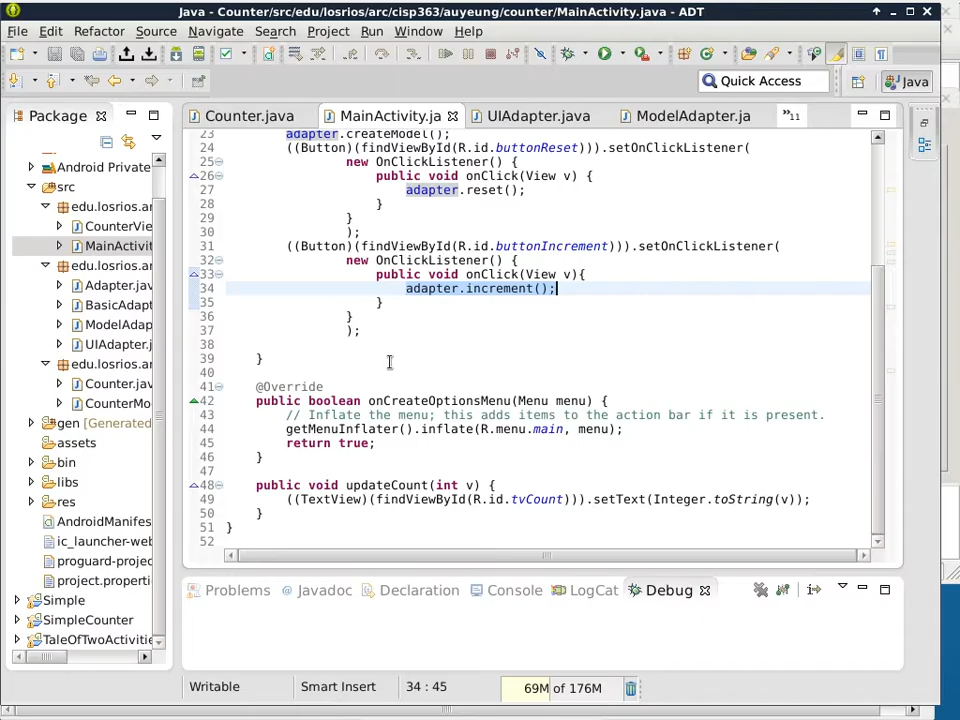 Java - Counter/src/edu/losrios/arc/cisp363/auyeung/counter/MainActivity.java - ADT
File Edit Refactor Source Navigate Search Project Run Window Help
Quick Access Java
Package
Counter.java MainActivity.ja UIAdapter.java ModelAdapter.ja »11
Android Private
src
edu.losrios.ar
CounterVie
MainActivit
edu.losrios.ar
Adapter.jav
BasicAdapt
ModelAdap
UIAdapter.j
edu.losrios.ar
Counter.jav
CounterMo
gen [Generated
assets
bin
libs
res
AndroidManifes
ic_launcher-web
proguard-projec
project.properti
Simple
SimpleCounter
TaleOfTwoActivitie
23 adapter.createModel();
24 ((Button)(findViewById(R.id.buttonReset))).setOnClickListener(
25 new OnClickListener() {
26 public void onClick(View v) {
27 adapter.reset();
28 }
29 }
30 );
31 ((Button)(findViewById(R.id.buttonIncrement))).setOnClickListener(
32 new OnClickListener() {
33 public void onClick(View v){
34 adapter.increment();
35 }
36 }
37 );
38
39 }
40
41 @Override
42 public boolean onCreateOptionsMenu(Menu menu) {
43 // Inflate the menu; this adds items to the action bar if it is present.
44 getMenuInflater().inflate(R.menu.main, menu);
45 return true;
46 }
47
48 public void updateCount(int v) {
49 ((TextView)(findViewById(R.id.tvCount))).setText(Integer.toString(v));
50 }
51 }
52
Problems Javadoc Declaration Console LogCat Debug
Writable Smart Insert 34 : 45 69M of 176M